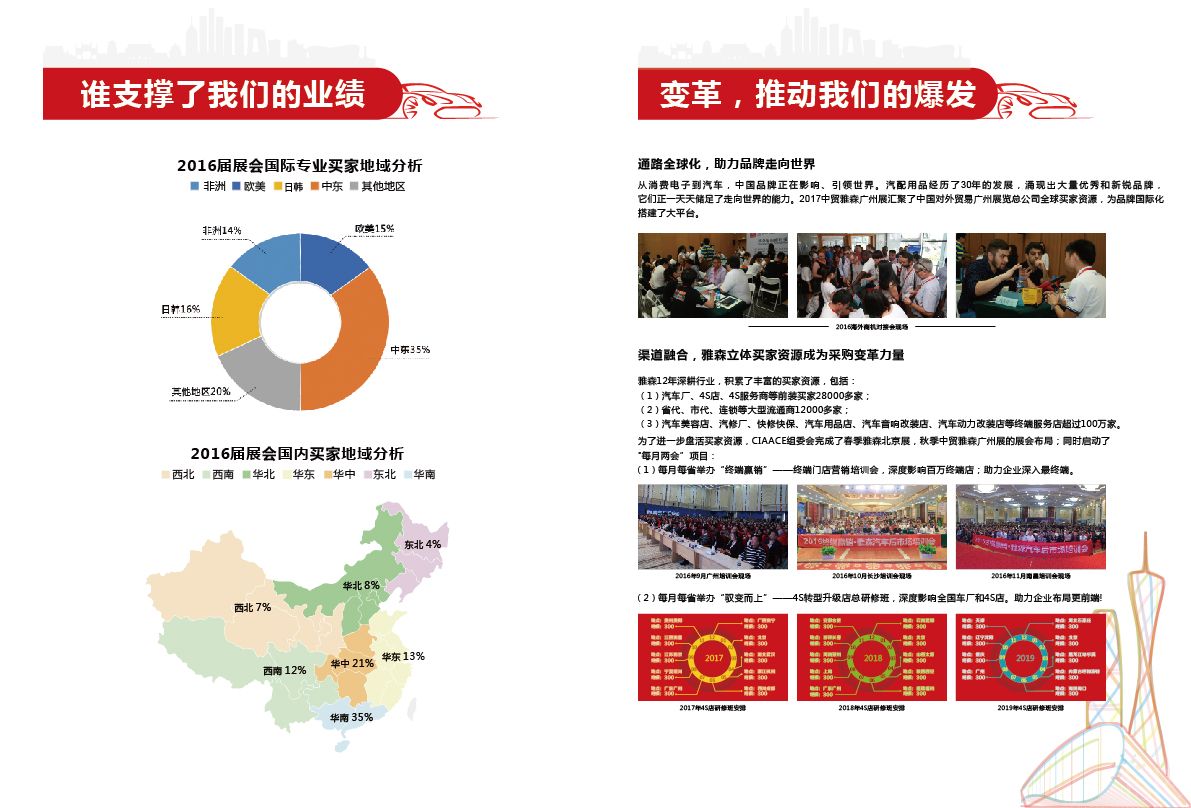 谁支撑了我们的业绩
2016届展会国际专业买家地域分析
非洲 欧美 日韩 中东 其他地区
非洲14%
欧美15%
日韩16%
中东35%
其他地区20%
2016届展会国内买家地域分析
西北 西南 华北 华东 华中 东北 华南
东北 4%
华北 8%
西北 7%
华中 21%
华东 13%
西南 12%
华南 35%
变革，推动我们的爆发
通路全球化，助力品牌走向世界
从消费电子到汽车，中国品牌正在影响、引领世界。汽配用品经历了30年的发展，涌现出大量优秀和新锐品牌，
它们正一天天储足了走向世界的能力。2017中贸雅森广州展汇聚了中国对外贸易广州展览总公司全球买家资源，为品牌国际化
搭建了大平台。
2016海外商机对接会现场
渠道融合，雅森立体买家资源成为采购变革力量
雅森12年深耕行业，积累了丰富的买家资源，包括：
（1）汽车厂、4S店、4S服务商等前装买家28000多家；
（2）省代、市代、连锁等大型流通商12000多家；
（3）汽车美容店、汽修厂、快修快保、汽车用品店、汽车音响改装店、汽车动力改装店等终端服务店超过100万家。
为了进一步盘活买家资源，CIAACE组委会完成了春季雅森北京展，秋季中贸雅森广州展的展会布局；同时启动了
“每月两会”项目：
（1）每月每省举办“终端赢销”——终端门店营销培训会，深度影响百万终端店；助力企业深入最终端。
2016终端赢销·雅森汽车后市场培训会
2016年9月广州培训会现场
2016年10月长沙培训会现场
2016年11月南昌培训会现场
（2）每月每省举办“驭变而上”——4S转型升级店总研修班，深度影响全国车厂和4S店。助力企业布局更前端!
2017
2018
2019
2017年4S店研修班安排
2018年4S店研修班安排
2019年4S店研修班安排